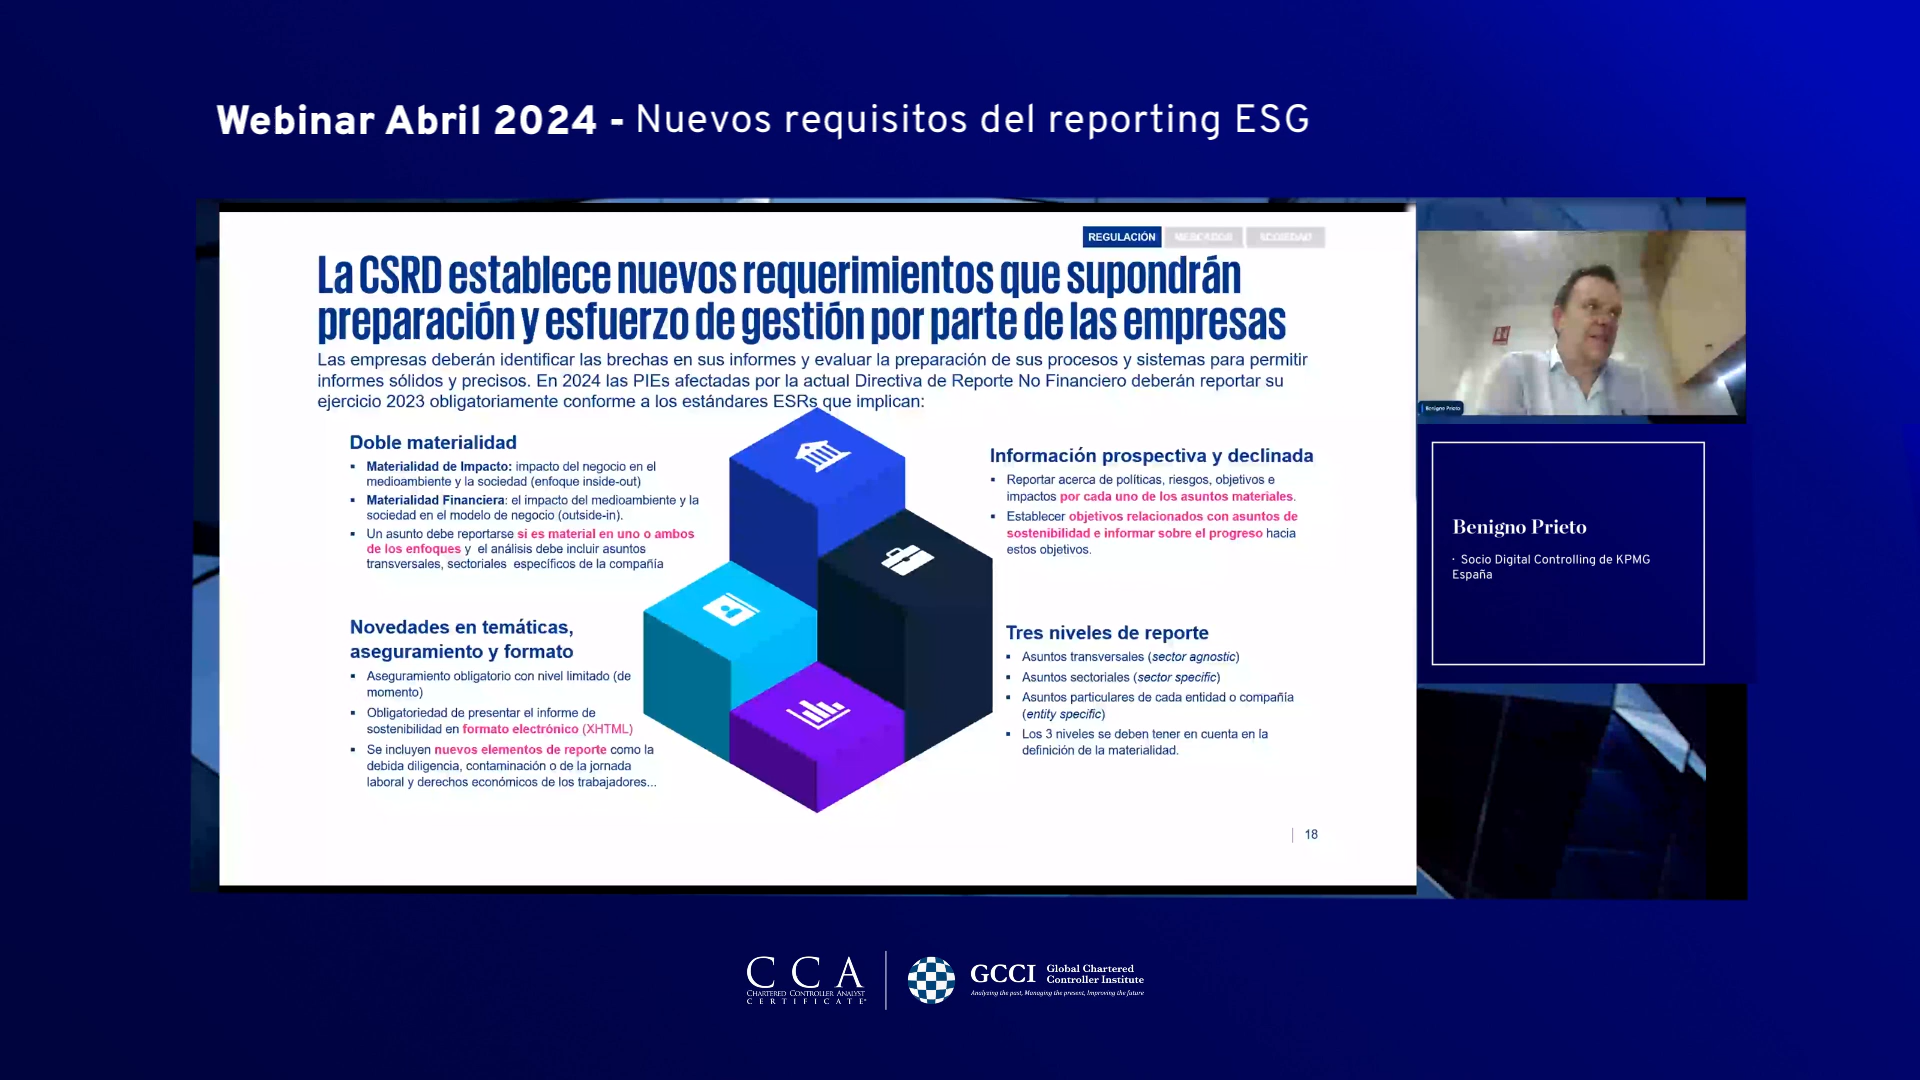 Webinar Abril 2024 - Nuevos requisitos del reporting ESG
REGULACIÓN MERCADOS SOCIEDAD
La CSRD establece nuevos requerimientos que supondrán
preparación y esfuerzo de gestión por parte de las empresas
Las empresas deberán identificar las brechas en sus informes y evaluar la preparación de sus procesos y sistemas para permitir
informes sólidos y precisos. En 2024 las PIEs afectadas por la actual Directiva de Reporte No Financiero deberán reportar su
ejercicio 2023 obligatoriamente conforme a los estándares ESRs que implican:
Doble materialidad
▪ Materialidad de Impacto: impacto del negocio en el
medioambiente y la sociedad (enfoque inside-out)
▪ Materialidad Financiera: el impacto del medioambiente y la
sociedad en el modelo de negocio (outside-in).
▪ Un asunto debe reportarse si es material en uno o ambos
de los enfoques y el análisis debe incluir asuntos
transversales, sectoriales específicos de la compañía
Información prospectiva y declinada
▪ Reportar acerca de políticas, riesgos, objetivos e
impactos por cada uno de los asuntos materiales.
▪ Establecer objetivos relacionados con asuntos de
sostenibilidad e informar sobre el progreso hacia
estos objetivos.
Novedades en temáticas,
aseguramiento y formato
▪ Aseguramiento obligatorio con nivel limitado (de
momento)
▪ Obligatoriedad de presentar el informe de
sostenibilidad en formato electrónico (XHTML)
▪ Se incluyen nuevos elementos de reporte como la
debida diligencia, contaminación o de la jornada
laboral y derechos económicos de los trabajadores...
Tres niveles de reporte
▪ Asuntos transversales (sector agnostic)
▪ Asuntos sectoriales (sector specific)
▪ Asuntos particulares de cada entidad o compañía
(entity specific)
▪ Los 3 niveles se deben tener en cuenta en la
definición de la materialidad.
18
Benigno Prieto
Benigno Prieto
· Socio Digital Controlling de KPMG
España
CCA
CHARTERED CONTROLLER ANALYST
CERTIFICATE®
GCCI
Global Chartered
Controller Institute
Analyzing the past, Managing the present, Improving the future